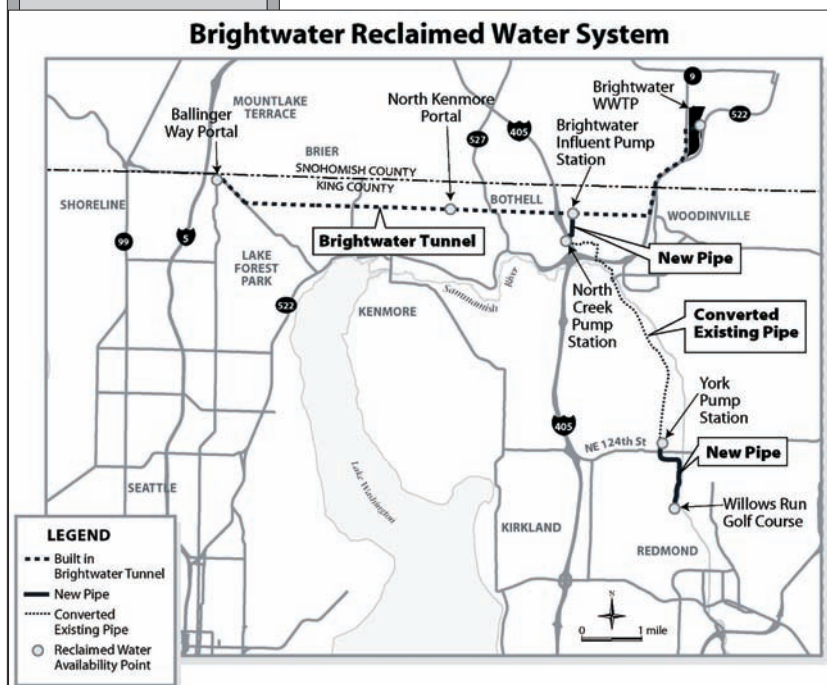 Brightwater Reclaimed Water System
9
Brightwater
WWTP
522
MOUNTLAKE
TERRACE
Ballinger
Way Portal
North Kenmore
Portal
527
405
Brightwater
Influent Pump
Station
BRIER
SNOHOMISH COUNTY
KING COUNTY
BOTHELL
WOODINVILLE
SHORELINE
99
5
Brightwater Tunnel
New Pipe
LAKE
FOREST
PARK
522
KENMORE
Sammamish
River
North
Creek
Pump
Station
Converted
Existing Pipe
405
York
Pump
Station
NE 124th St
New Pipe
Lake Washington
SEATTLE
Willows Run
Golf Course
KIRKLAND
REDMOND
LEGEND
Built in
Brightwater Tunnel
New Pipe
Converted
Existing Pipe
Reclaimed Water
Availability Point
N
0 1 mile